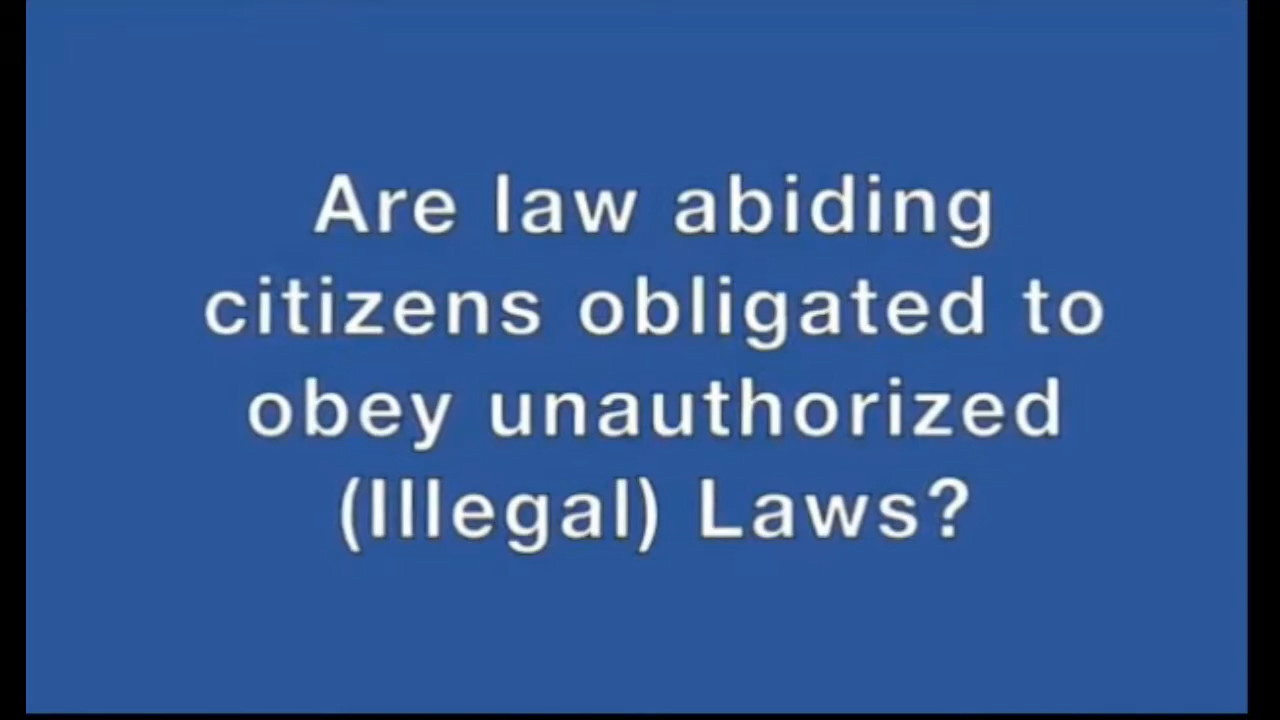 Are law abiding
citizens obligated to
obey unauthorized
(Illegal) Laws?